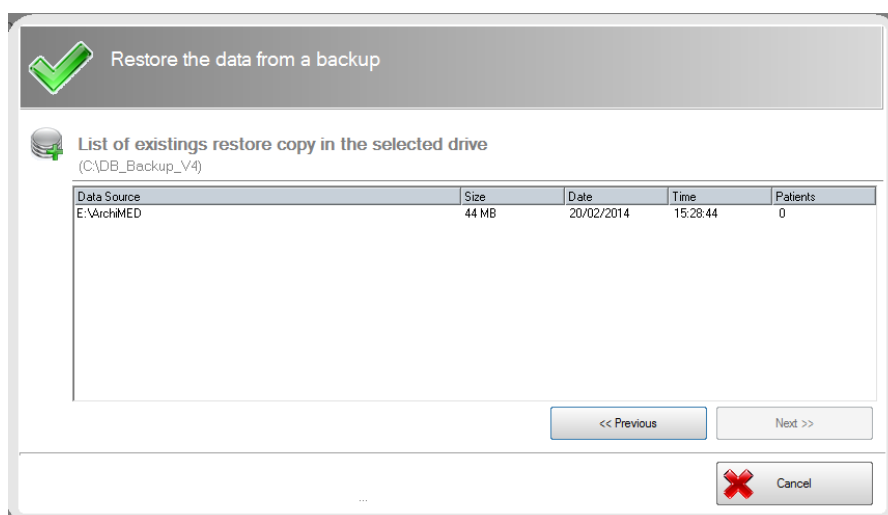 Restore the data from a backup
List of existings restore copy in the selected drive
(C:\DB_Backup_V4)
Data Source Size Date Time Patients
E:\ArchiMED 44 MB 20/02/2014 15:28:44 0
<< Previous Next >>
Cancel
...